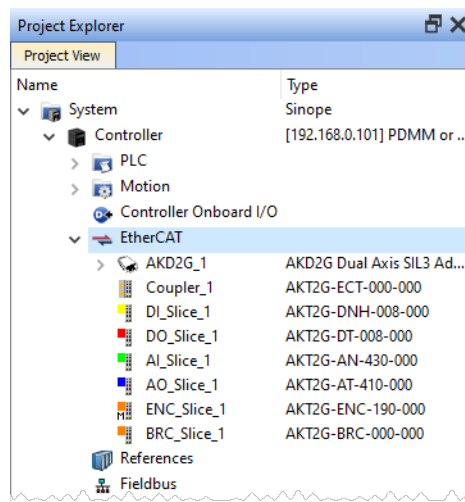 Project Explorer
Project View
Name Type
System Sinope
Controller [192.168.0.101] PDMM or ...
PLC
Motion
Controller Onboard I/O
EtherCAT
AKD2G_1 AKD2G Dual Axis SIL3 Ad...
Coupler_1 AKT2G-ECT-000-000
DI_Slice_1 AKT2G-DNH-008-000
DO_Slice_1 AKT2G-DT-008-000
AI_Slice_1 AKT2G-AN-430-000
AO_Slice_1 AKT2G-AT-410-000
M ENC_Slice_1 AKT2G-ENC-190-000
BRC_Slice_1 AKT2G-BRC-000-000
References
Fieldbus